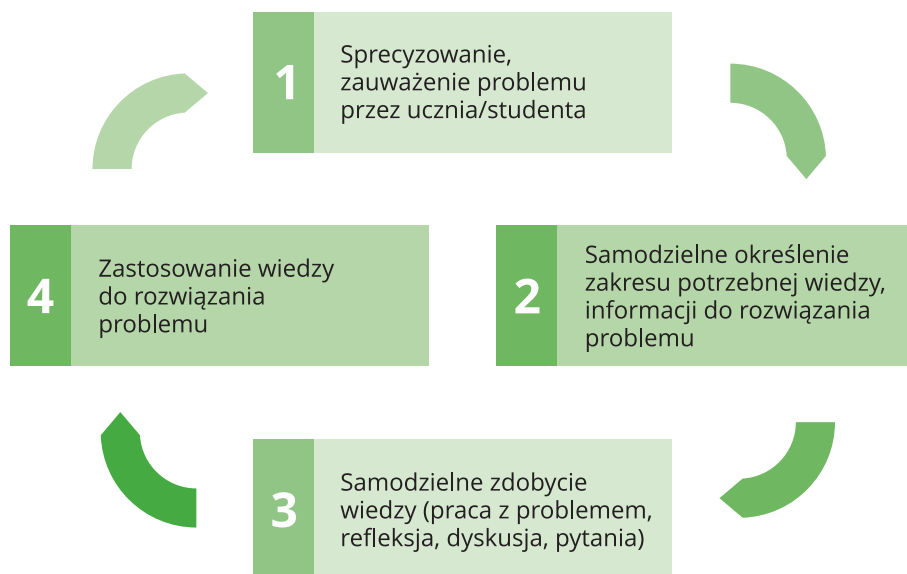 1
Sprecyzowanie,
zauważenie problemu
przez ucznia/studenta
2
Samodzielne określenie
zakresu potrzebnej wiedzy,
informacji do rozwiązania
problemu
3
Samodzielne zdobycie
wiedzy (praca z problemem,
refleksja, dyskusja, pytania)
4
Zastosowanie wiedzy
do rozwiązania
problemu